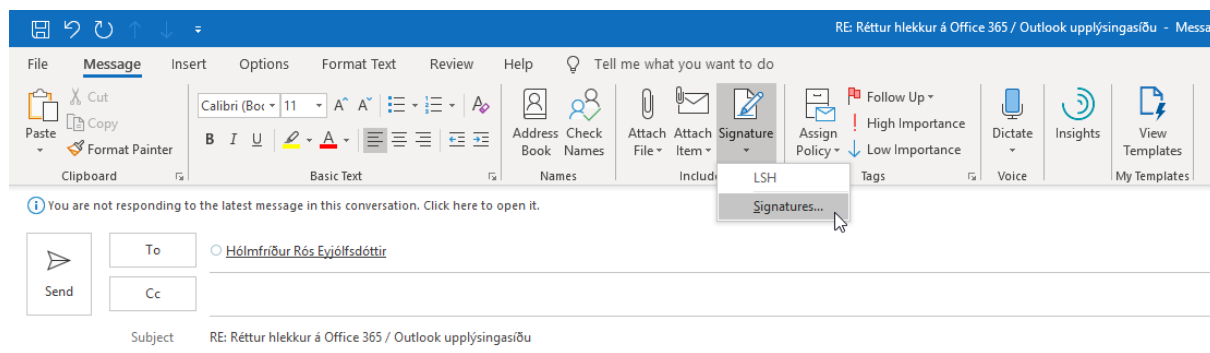 RE: Réttur hlekkur á Office 365 / Outlook upplýsingasíðu - Messa
File Message Insert Options Format Text Review Help Tell me what you want to do
Paste
Cut
Copy
Format Painter
Clipboard
Calibri (Boc 11
B I U
Basic Text
Address Book
Check Names
Names
Attach File
Attach Item
Signature
Includ
LSH
Signatures...
Assign Policy
Follow Up
High Importance
Low Importance
Tags
Dictate
Voice
Insights
View Templates
My Templates
You are not responding to the latest message in this conversation. Click here to open it.
Send
To
Hólmfríður Rós Eyjólfsdóttir
Cc
Subject RE: Réttur hlekkur á Office 365 / Outlook upplýsingasíðu